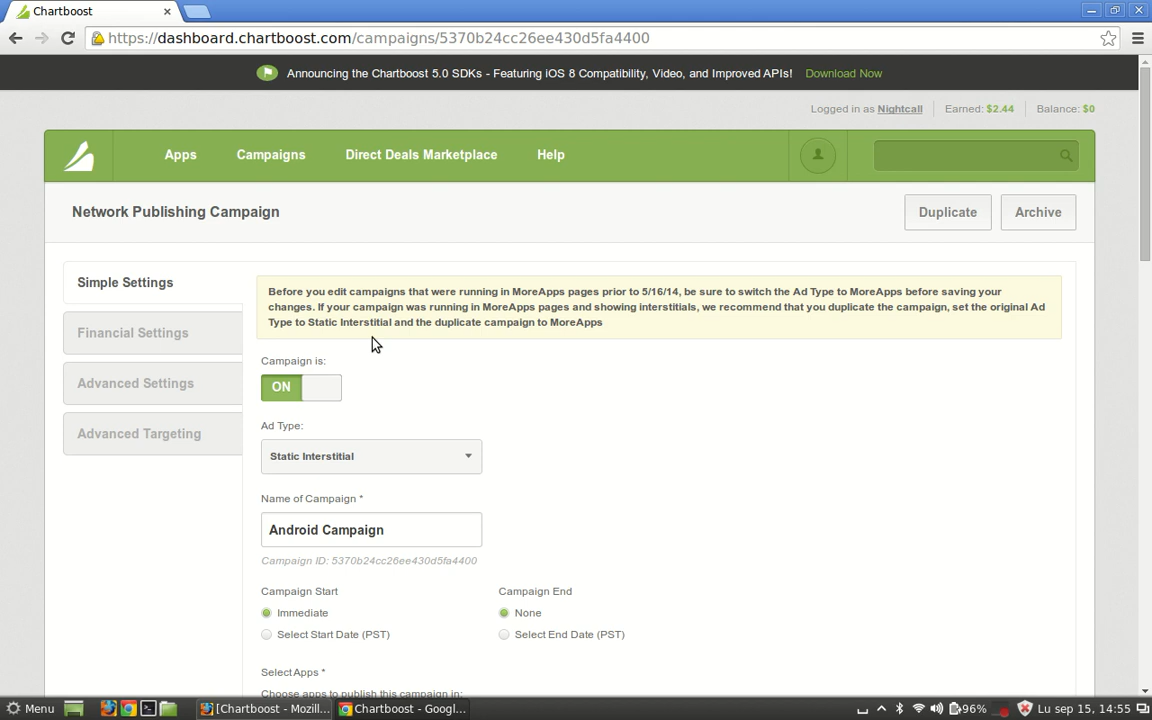 Chartboost
https://dashboard.chartboost.com/campaigns/5370b24cc26ee430d5fa4400
Announcing the Chartboost 5.0 SDKs - Featuring iOS 8 Compatibility, Video, and Improved APIs! Download Now
Logged in as Nightcall Earned: $2.44 Balance: $0
Apps Campaigns Direct Deals Marketplace Help
Network Publishing Campaign Duplicate Archive
Simple Settings
Financial Settings
Advanced Settings
Advanced Targeting
Before you edit campaigns that were running in MoreApps pages prior to 5/16/14, be sure to switch the Ad Type to MoreApps before saving your
changes. If your campaign was running in MoreApps pages and showing interstitials, we recommend that you duplicate the campaign, set the original Ad
Type to Static Interstitial and the duplicate campaign to MoreApps
Campaign is:
ON
Ad Type:
Static Interstitial
Name of Campaign *
Android Campaign
Campaign ID: 5370b24cc26ee430d5fa4400
Campaign Start Campaign End
Immediate None
Select Start Date (PST) Select End Date (PST)
Select Apps *
Choose apps to publish this campaign in:
Menu [Chartboost - Mozill... Chartboost - Googl... 96% Lu sep 15, 14:55